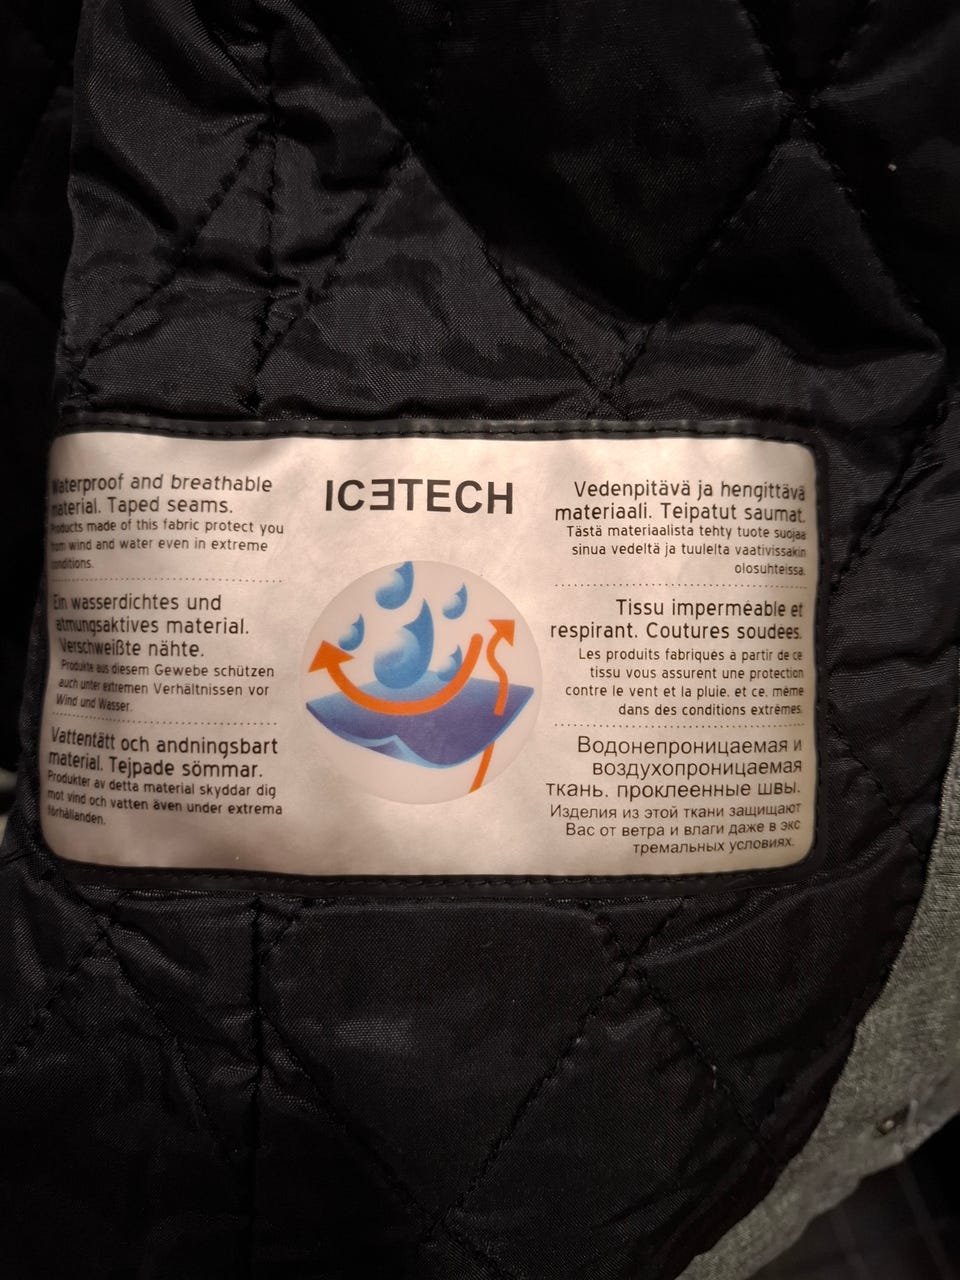 Waterproof and breathable
material. Taped seams.
Products made of this fabric protect you
from wind and water even in extreme
conditions.
Ein wasserdichtes und
atmungsaktives material.
Verschweißte nähte.
Produkte aus diesem Gewebe schützen
auch unter extremen Verhältnissen vor
Wind und Wasser.
Vattentätt och andningsbart
material. Tejpade sömmar.
Produkter av detta material skyddar dig
mot vind och vatten även under extrema
förhållanden.
ICƎTECH
Vedenpitävä ja hengittävä
materiaali. Teipatut saumat.
Tästä materiaalista tehty tuote suojaa
sinua vedeltä ja tuulelta vaativissakin
olosuhteissa.
Tissu imperméable et
respirant. Coutures soudées.
Les produits fabriqués a partir de ce
tissu vous assurent une protection
contre le vent et la pluie. et ce. même
dans des conditions extrêmes.
Водонепроницаемая и
воздухопроницаемая
ткань. проклеенные швы.
Изделия из этой ткани защищают
Вас от ветра и влаги даже в экс
тремальных условиях.